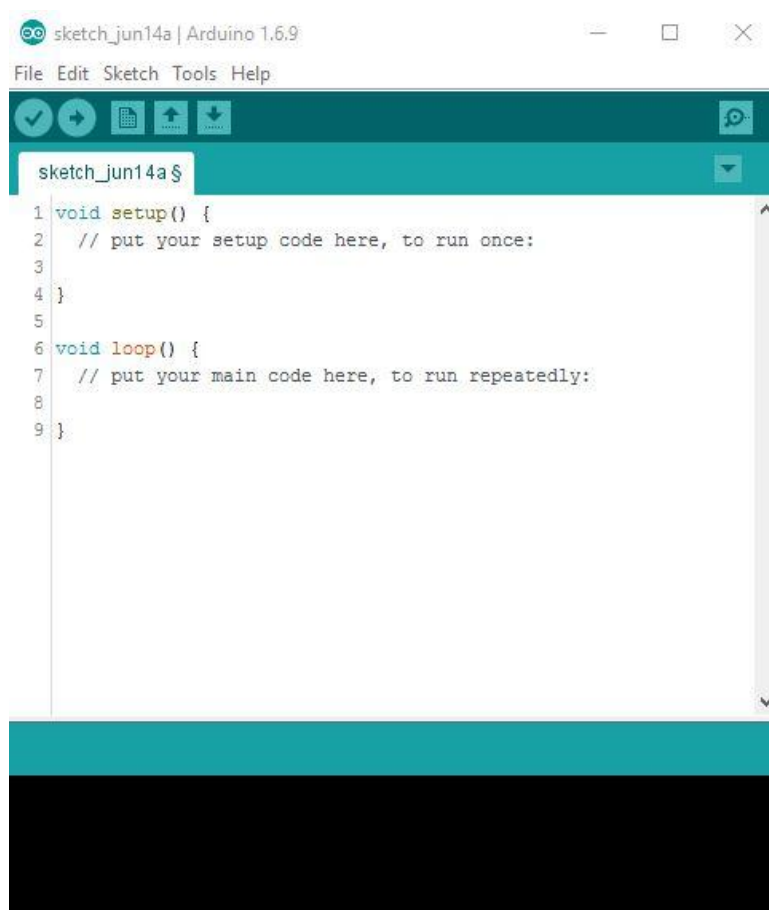 sketch_jun14a | Arduino 1.6.9
File Edit Sketch Tools Help
sketch_jun14a §
1 void setup() {
2   // put your setup code here, to run once:
3
4 }
5
6 void loop() {
7   // put your main code here, to run repeatedly:
8
9 }